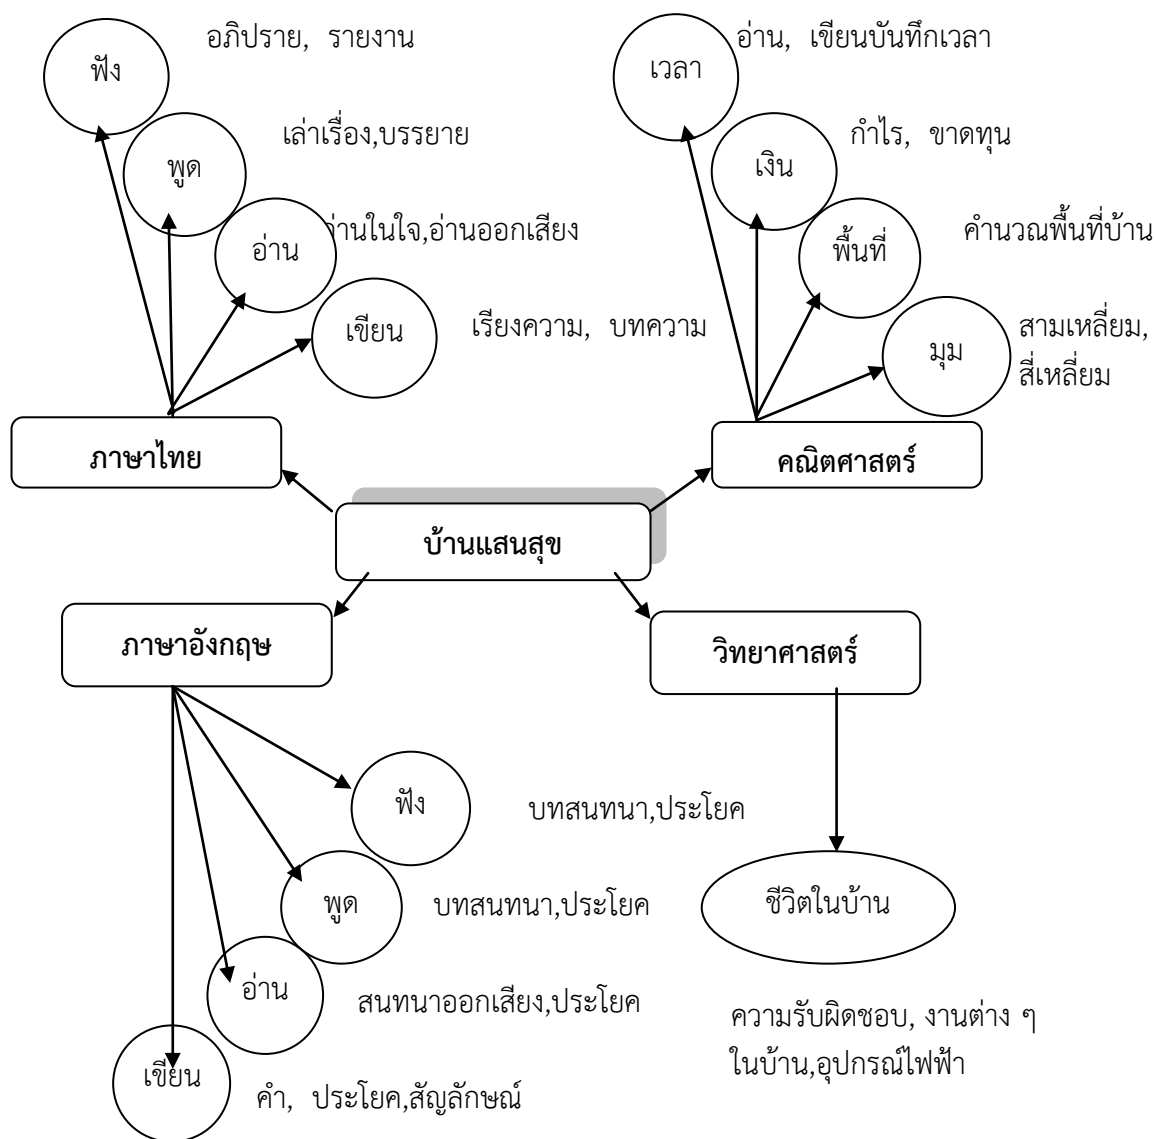 ฟัง
อภิปราย, รายงาน
พูด
เล่าเรื่อง,บรรยาย
อ่าน
านในใจ,อ่านออกเสียง
เขียน
เรียงความ, บทความ
ภาษาไทย
เวลา
อ่าน, เขียนบันทึกเวลา
เงิน
กำไร, ขาดทุน
พื้นที่
คำนวณพื้นที่บ้าน
มุม
สามเหลี่ยม,
สี่เหลี่ยม
คณิตศาสตร์
บ้านแสนสุข
ภาษาอังกฤษ
ฟัง
บทสนทนา,ประโยค
พูด
บทสนทนา,ประโยค
อ่าน
สนทนาออกเสียง,ประโยค
เขียน
คำ, ประโยค,สัญลักษณ์
วิทยาศาสตร์
ชีวิตในบ้าน
ความรับผิดชอบ, งานต่าง ๆ
ในบ้าน,อุปกรณ์ไฟฟ้า